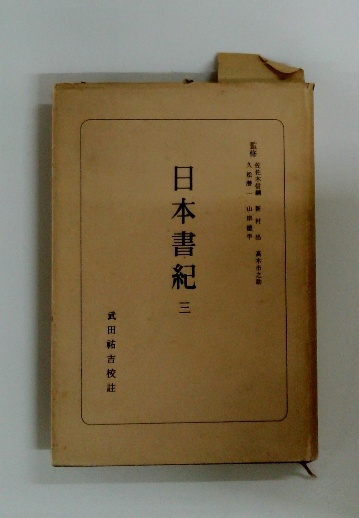 監修 佐佐木信綱 新村出 高木市之助
久松潜一 山岸徳平
日本書紀 三
武田祐吉校註